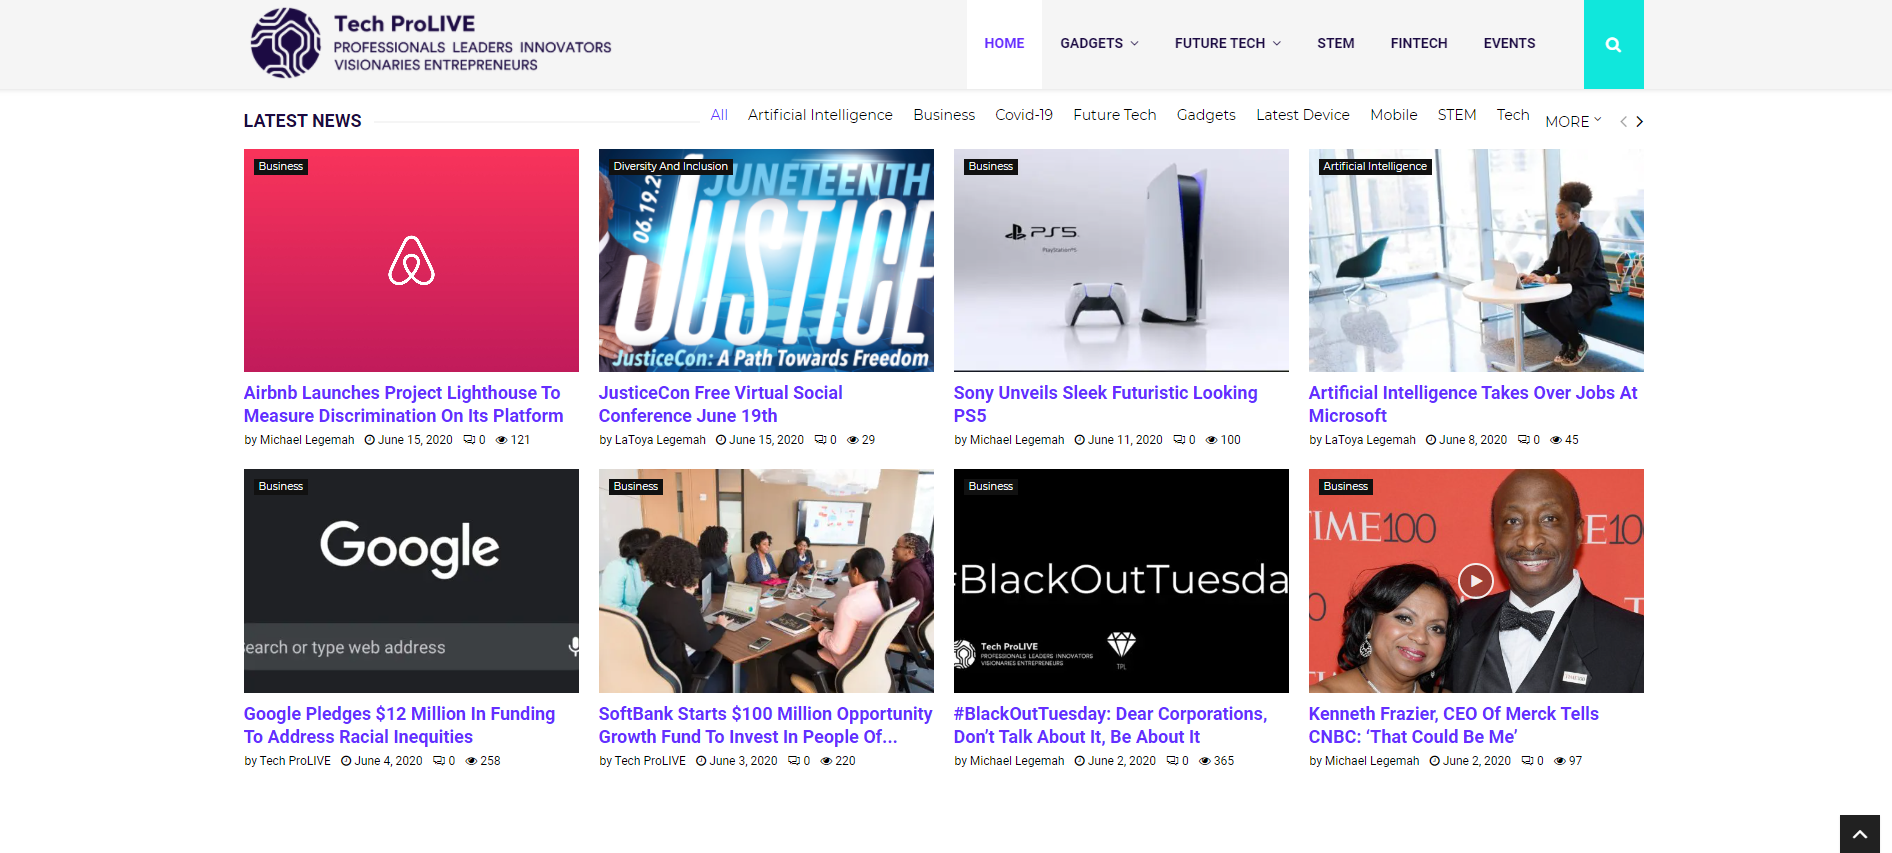 Tech ProLIVE
PROFESSIONALS LEADERS INNOVATORS
VISIONARIES ENTREPRENEURS
HOME GADGETS FUTURE TECH STEM FINTECH EVENTS
LATEST NEWS
All Artificial Intelligence Business Covid-19 Future Tech Gadgets Latest Device Mobile STEM Tech MORE
Business
Diversity And Inclusion
06.19.2
JUNETEENTH
JUSTICE
JusticeCon: A Path Towards Freedom
Business
PS5
PlayStation®5
Artificial Intelligence
Airbnb Launches Project Lighthouse To
Measure Discrimination On Its Platform
by Michael Legemah June 15, 2020 0 121
JusticeCon Free Virtual Social
Conference June 19th
by LaToya Legemah June 15, 2020 0 29
Sony Unveils Sleek Futuristic Looking
PS5
by Michael Legemah June 11, 2020 0 100
Artificial Intelligence Takes Over Jobs At
Microsoft
by LaToya Legemah June 8, 2020 0 45
Business
Google
Search or type web address
Business
Business
#BlackOutTuesda
Tech ProLIVE
PROFESSIONALS LEADERS INNOVATORS
VISIONARIES ENTREPRENEURS
TPL
Business
TIME100
E10
Google Pledges $12 Million In Funding
To Address Racial Inequities
by Tech ProLIVE June 4, 2020 0 258
SoftBank Starts $100 Million Opportunity
Growth Fund To Invest In People Of...
by Tech ProLIVE June 3, 2020 0 220
#BlackOutTuesday: Dear Corporations,
Don’t Talk About It, Be About It
by Michael Legemah June 2, 2020 0 365
Kenneth Frazier, CEO Of Merck Tells
CNBC: ‘That Could Be Me’
by Michael Legemah June 2, 2020 0 97